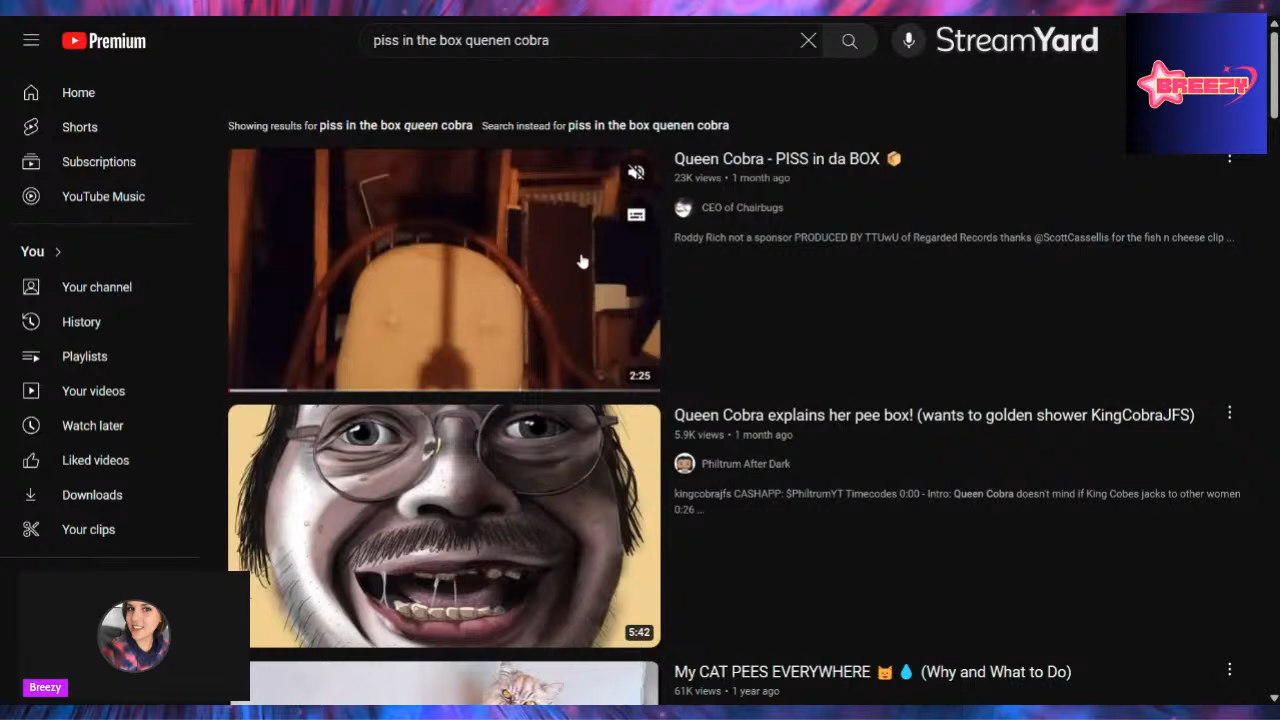 Premium
piss in the box quenen cobra
StreamYard
BREEZY
Home
Shorts
Subscriptions
YouTube Music
You
Your channel
History
Playlists
Your videos
Watch later
Liked videos
Downloads
Your clips
Showing results for piss in the box queen cobra Search instead for piss in the box quenen cobra
2:25
Queen Cobra - PISS in da BOX 📦
23K views • 1 month ago
CEO of Chairbugs
Roddy Rich not a sponsor PRODUCED BY TTUwU of Regarded Records thanks @ScottCassellis for the fish n cheese clip ...
5:42
Queen Cobra explains her pee box! (wants to golden shower KingCobraJFS)
5.9K views • 1 month ago
Philtrum After Dark
kingcobrajfs CASHAPP: $PhiltrumYT Timecodes 0:00 - Intro: Queen Cobra doesn't mind if King Cobes jacks to other women
0:26 ...
My CAT PEES EVERYWHERE 😿 💧 (Why and What to Do)
61K views • 1 year ago
Breezy